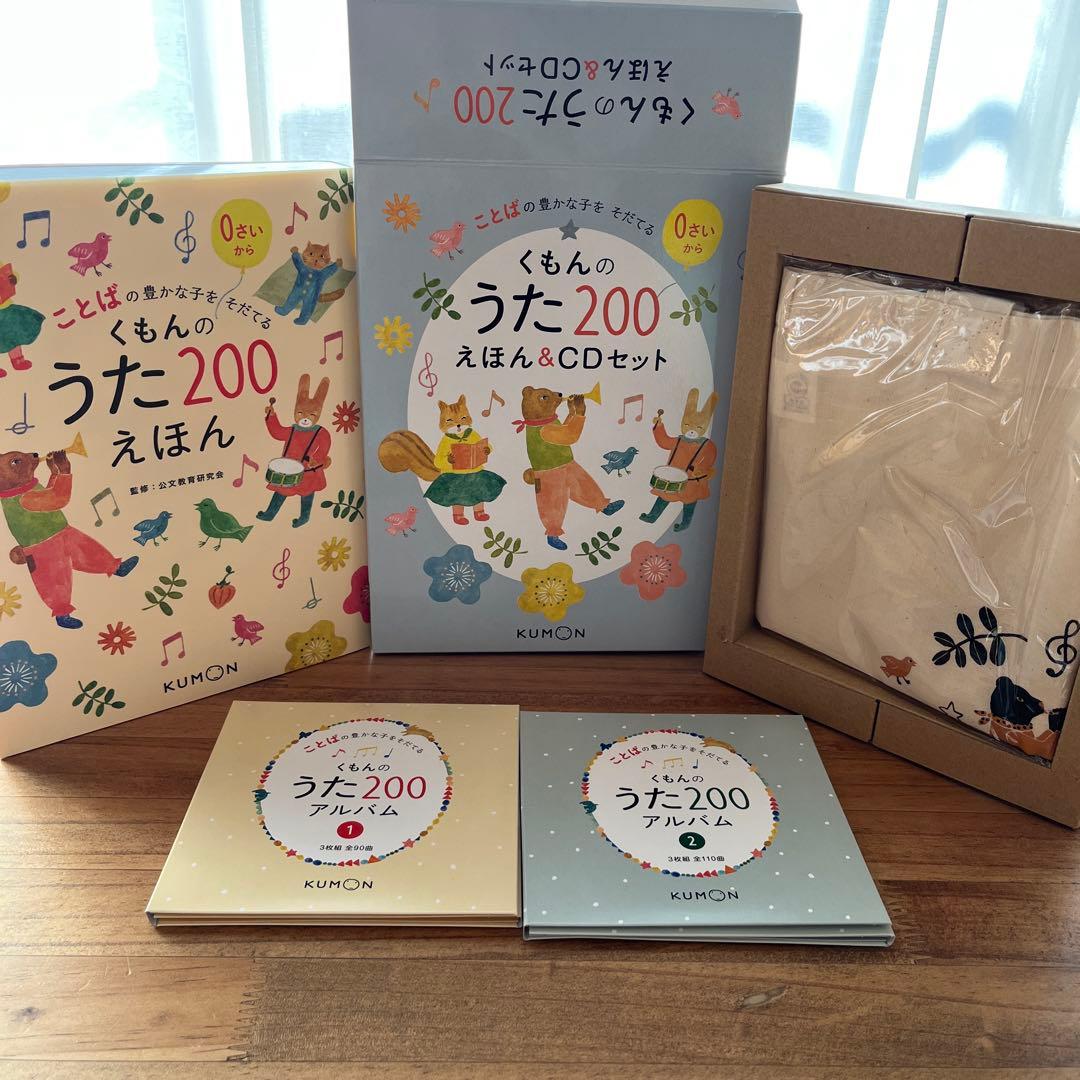 0さい
から
ことばの豊かな子を そだてる
くもんの
うた200
えほん
監修：公文教育研究会
KUMON
くもんのうた200
えほん&CDセット
ことばの豊かな子を そだてる
0さい
から
くもんの
うた200
えほん&CDセット
KUMON
ことばの豊かな子をそだてる
くもんの
うた200
アルバム
1
3枚組 全90曲
KUMON
ことばの豊かな子をそだてる
くもんの
うた200
アルバム
2
3枚組 全110曲
KUMON